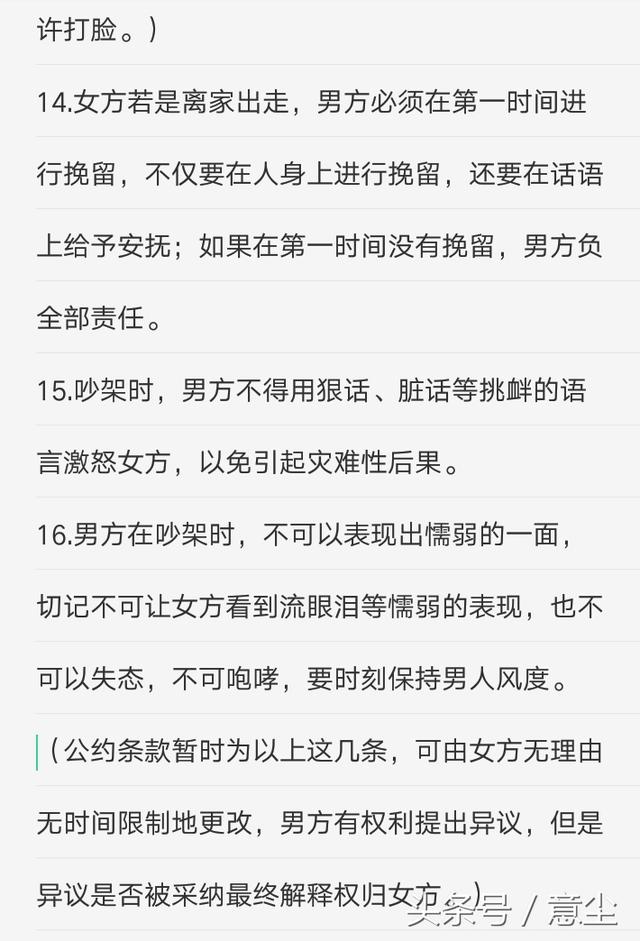 许打脸。)
14.女方若是离家出走，男方必须在第一时间进
行挽留，不仅要在人身上进行挽留，还要在话语
上给予安抚；如果在第一时间没有挽留，男方负
全部责任。
15.吵架时，男方不得用狠话、脏话等挑衅的语
言激怒女方，以免引起灾难性后果。
16.男方在吵架时，不可以表现出懦弱的一面，
切记不可让女方看到流眼泪等懦弱的表现，也不
可以失态，不可咆哮，要时刻保持男人风度。
（公约条款暂时为以上这几条，可由女方无理由
无时间限制地更改，男方有权利提出异议，但是
异议是否被采纳最终解释权归女方。)
头条号 / 意尘